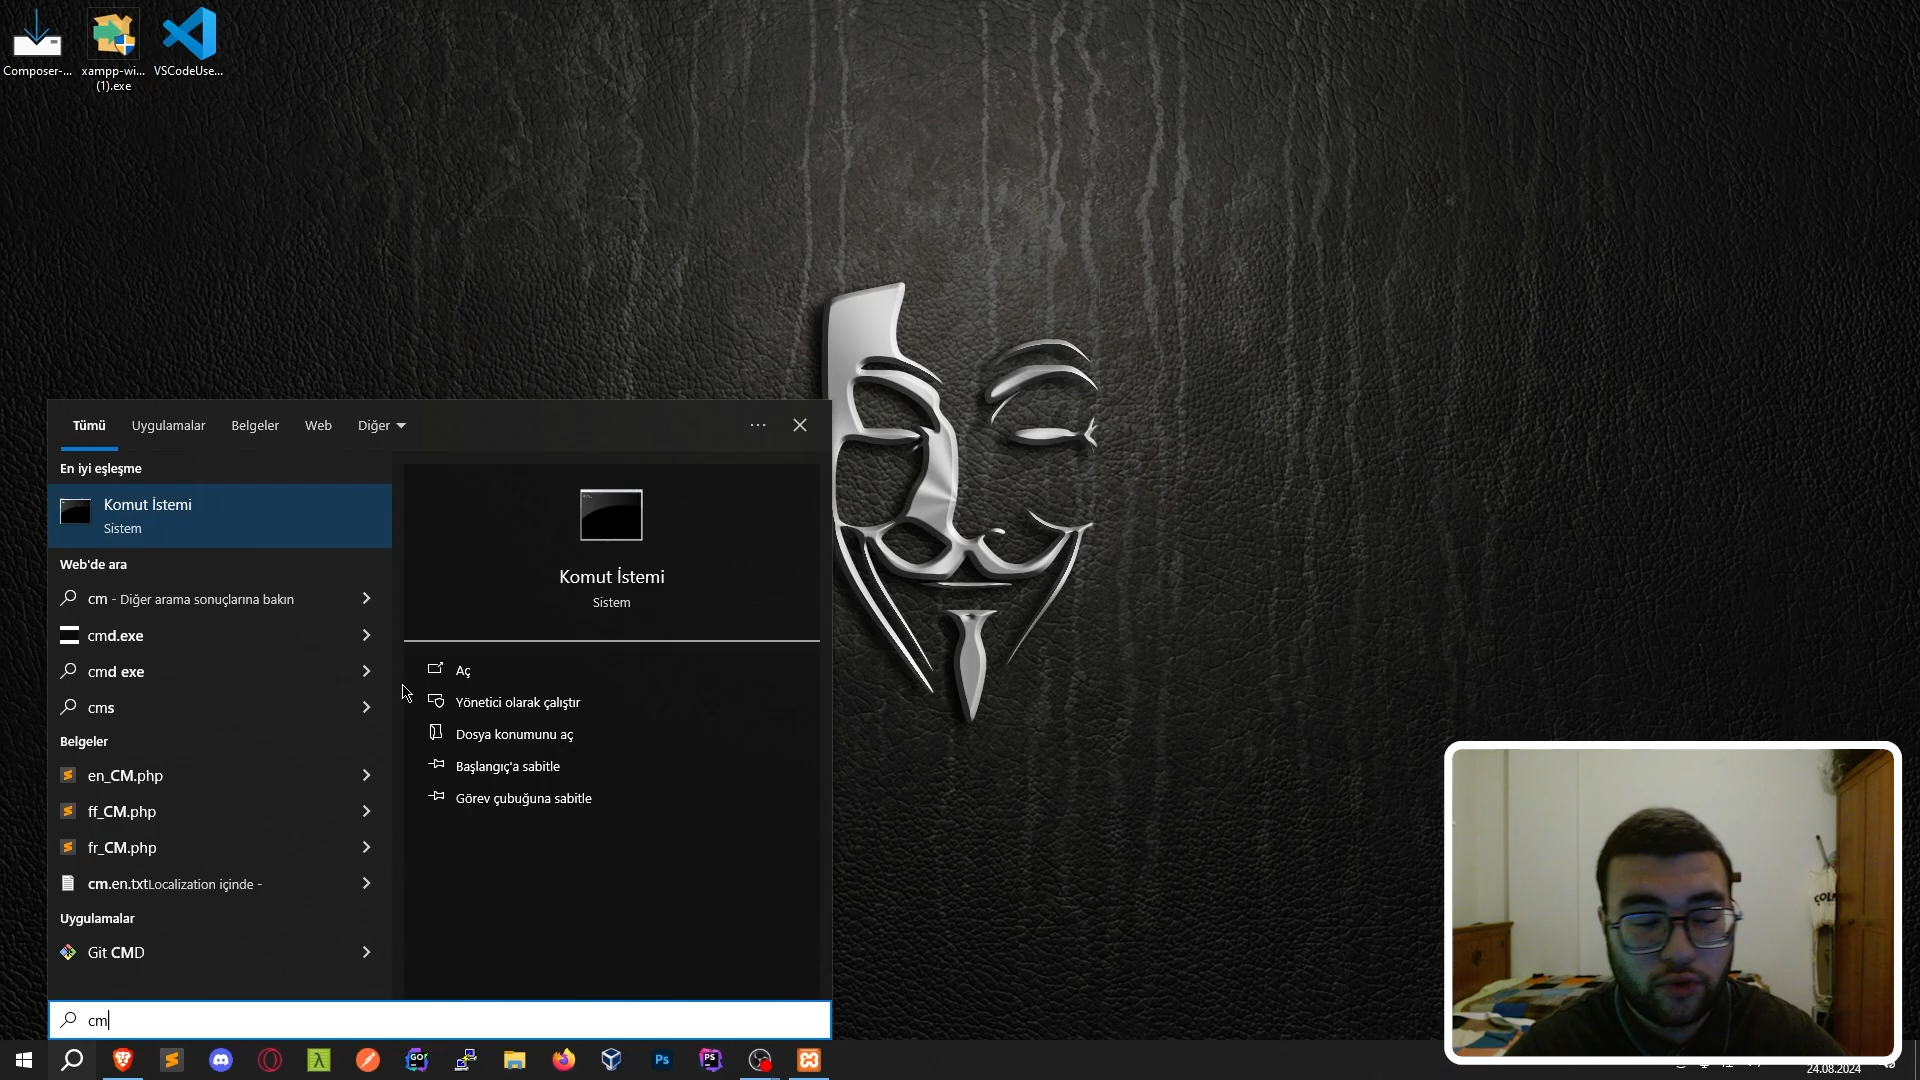 Composer-...
xampp-wi...
(1).exe
VSCodeUse...
Tümü
Uygulamalar
Belgeler
Web
Diğer
En iyi eşleşme
Komut İstemi
Sistem
Web'de ara
cm - Diğer arama sonuçlarına bakın
cmd.exe
cmd exe
cms
Belgeler
en_CM.php
ff_CM.php
fr_CM.php
cm.en.txtLocalization içinde -
Uygulamalar
Git CMD
Komut İstemi
Sistem
Aç
Yönetici olarak çalıştır
Dosya konumunu aç
Başlangıç'a sabitle
Görev çubuğuna sabitle
cm
GO
Ps
PS
24.08.2024